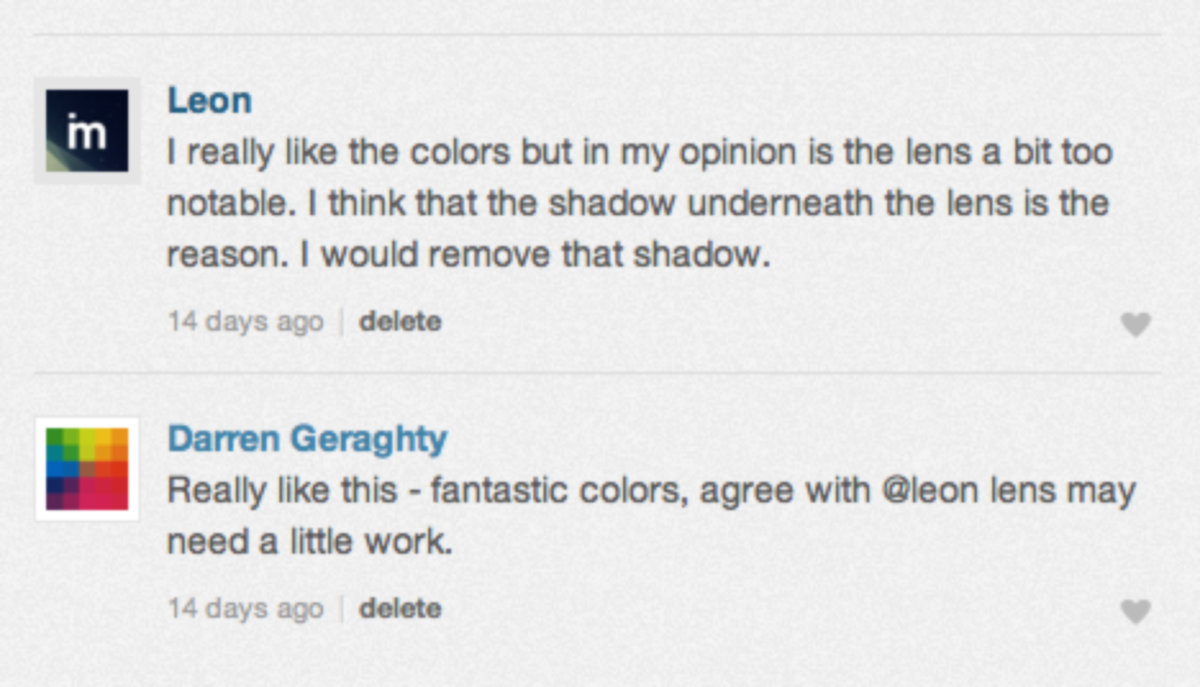 im
Leon
I really like the colors but in my opinion is the lens a bit too
notable. I think that the shadow underneath the lens is the
reason. I would remove that shadow.
14 days ago | delete
Darren Geraghty
Really like this - fantastic colors, agree with @leon lens may
need a little work.
14 days ago | delete